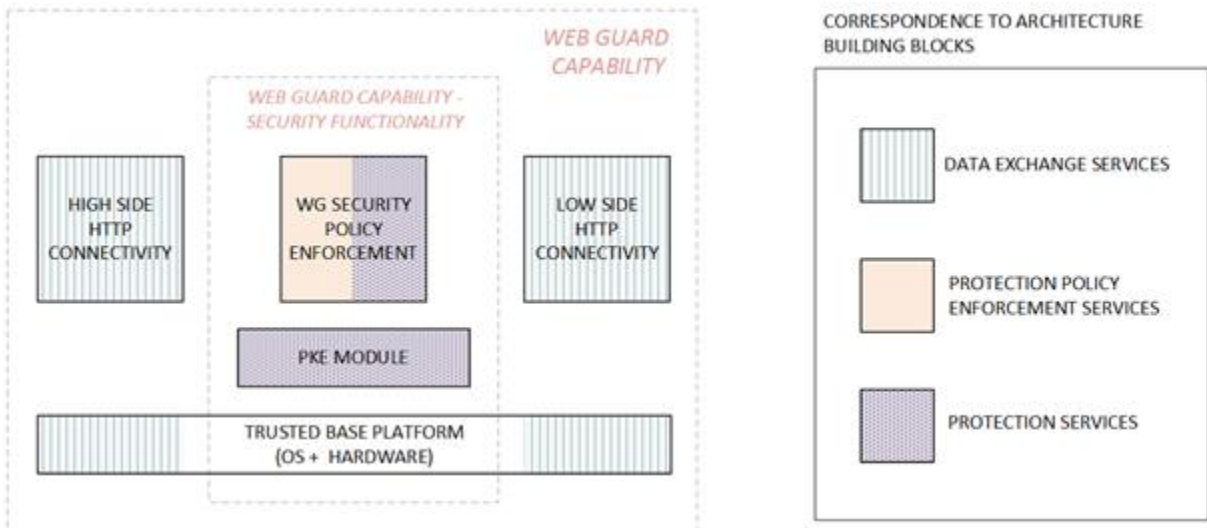 WEB GUARD
CAPABILITY
WEB GUARD CAPABILITY -
SECURITY FUNCTIONALITY
HIGH SIDE
HTTP
CONNECTIVITY
WG SECURITY
POLICY
ENFORCEMENT
LOW SIDE
HTTP
CONNECTIVITY
PKE MODULE
TRUSTED BASE PLATFORM
(OS + HARDWARE)
CORRESPONDENCE TO ARCHITECTURE
BUILDING BLOCKS
DATA EXCHANGE SERVICES
PROTECTION POLICY
ENFORCEMENT SERVICES
PROTECTION SERVICES